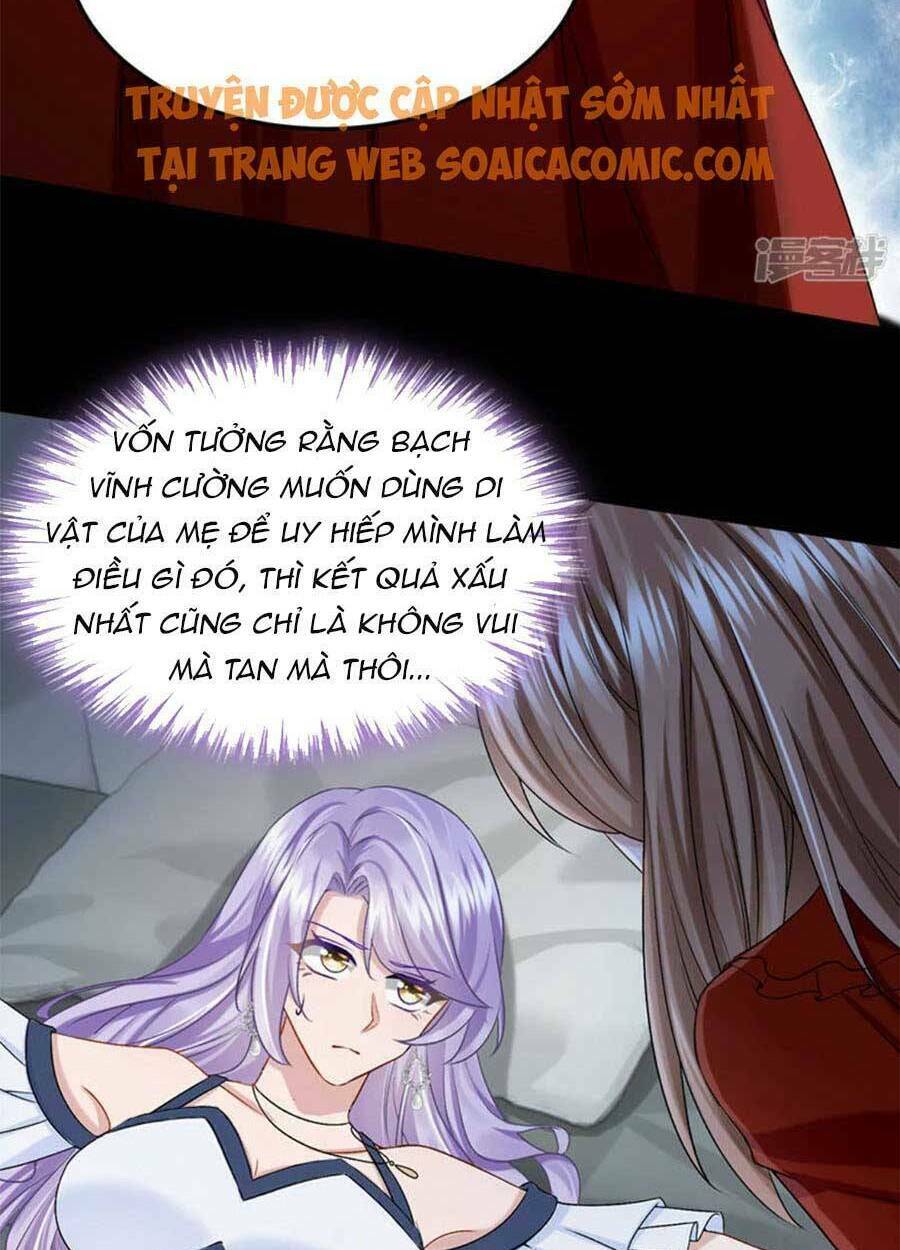 TRUYỆN ĐƯỢC CẬP NHẬT SỚM NHẤT
TẠI TRANG WEB SOAICACOMIC.COM
漫客栈
VỐN TƯỞNG RẰNG BẠCH
VĨNH CƯỜNG MUỐN DÙNG DI
VẬT CỦA MẸ ĐỂ UY HIẾP MÌNH LÀM
ĐIỀU GÌ ĐÓ, THÌ KẾT QUẢ XẤU
NHẤT CŨNG CHỈ LÀ KHÔNG VUI
MÀ TAN MÀ THÔI...